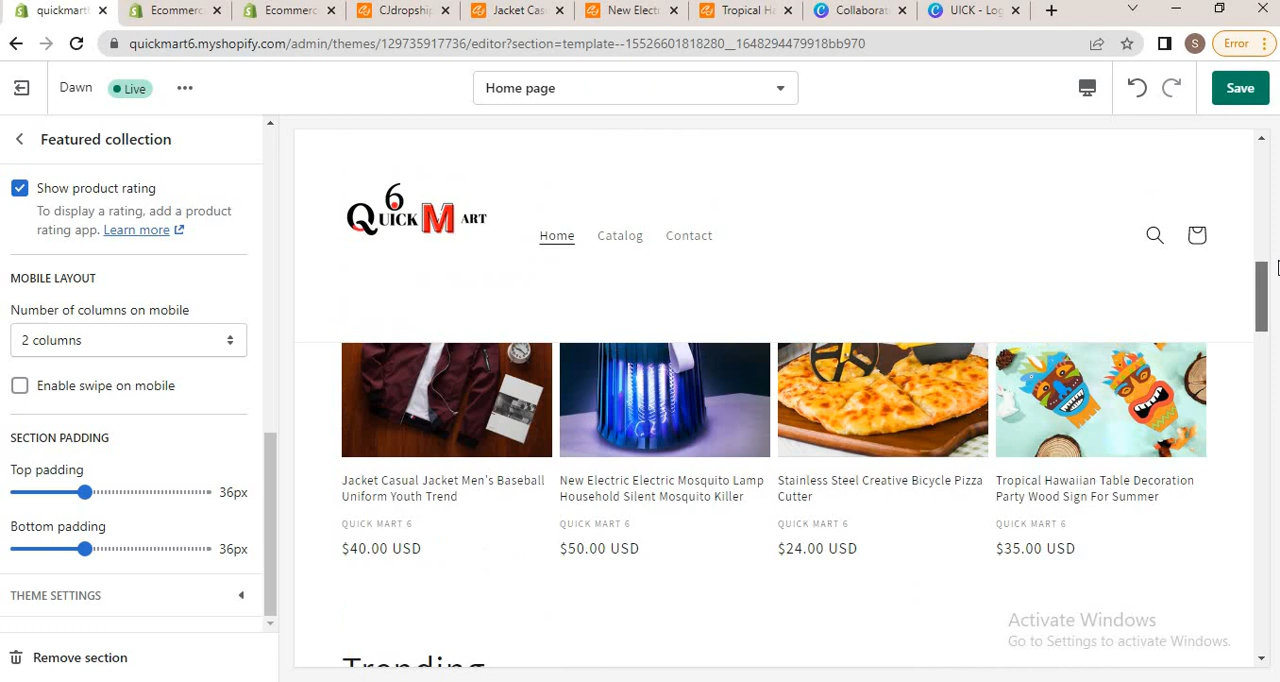 quickmart
Ecommerc
Ecommerc
CJdropship
Jacket Cas
New Electr
Tropical Ha
Collaborat
UICK - Log
quickmart6.myshopify.com/admin/themes/129735917736/editor?section=template--15526601818280__1648294479918bb970
S
Error
Dawn
Live
Home page
Save
Featured collection
Show product rating
To display a rating, add a product
rating app. Learn more
MOBILE LAYOUT
Number of columns on mobile
2 columns
Enable swipe on mobile
SECTION PADDING
Top padding
36px
Bottom padding
36px
THEME SETTINGS
Remove section
6
QUICK M ART
Home
Catalog
Contact
Jacket Casual Jacket Men's Baseball
Uniform Youth Trend
QUICK MART 6
$40.00 USD
New Electric Electric Mosquito Lamp
Household Silent Mosquito Killer
QUICK MART 6
$50.00 USD
Stainless Steel Creative Bicycle Pizza
Cutter
QUICK MART 6
$24.00 USD
Tropical Hawaiian Table Decoration
Party Wood Sign For Summer
QUICK MART 6
$35.00 USD
Trending
Activate Windows
Go to Settings to activate Windows.